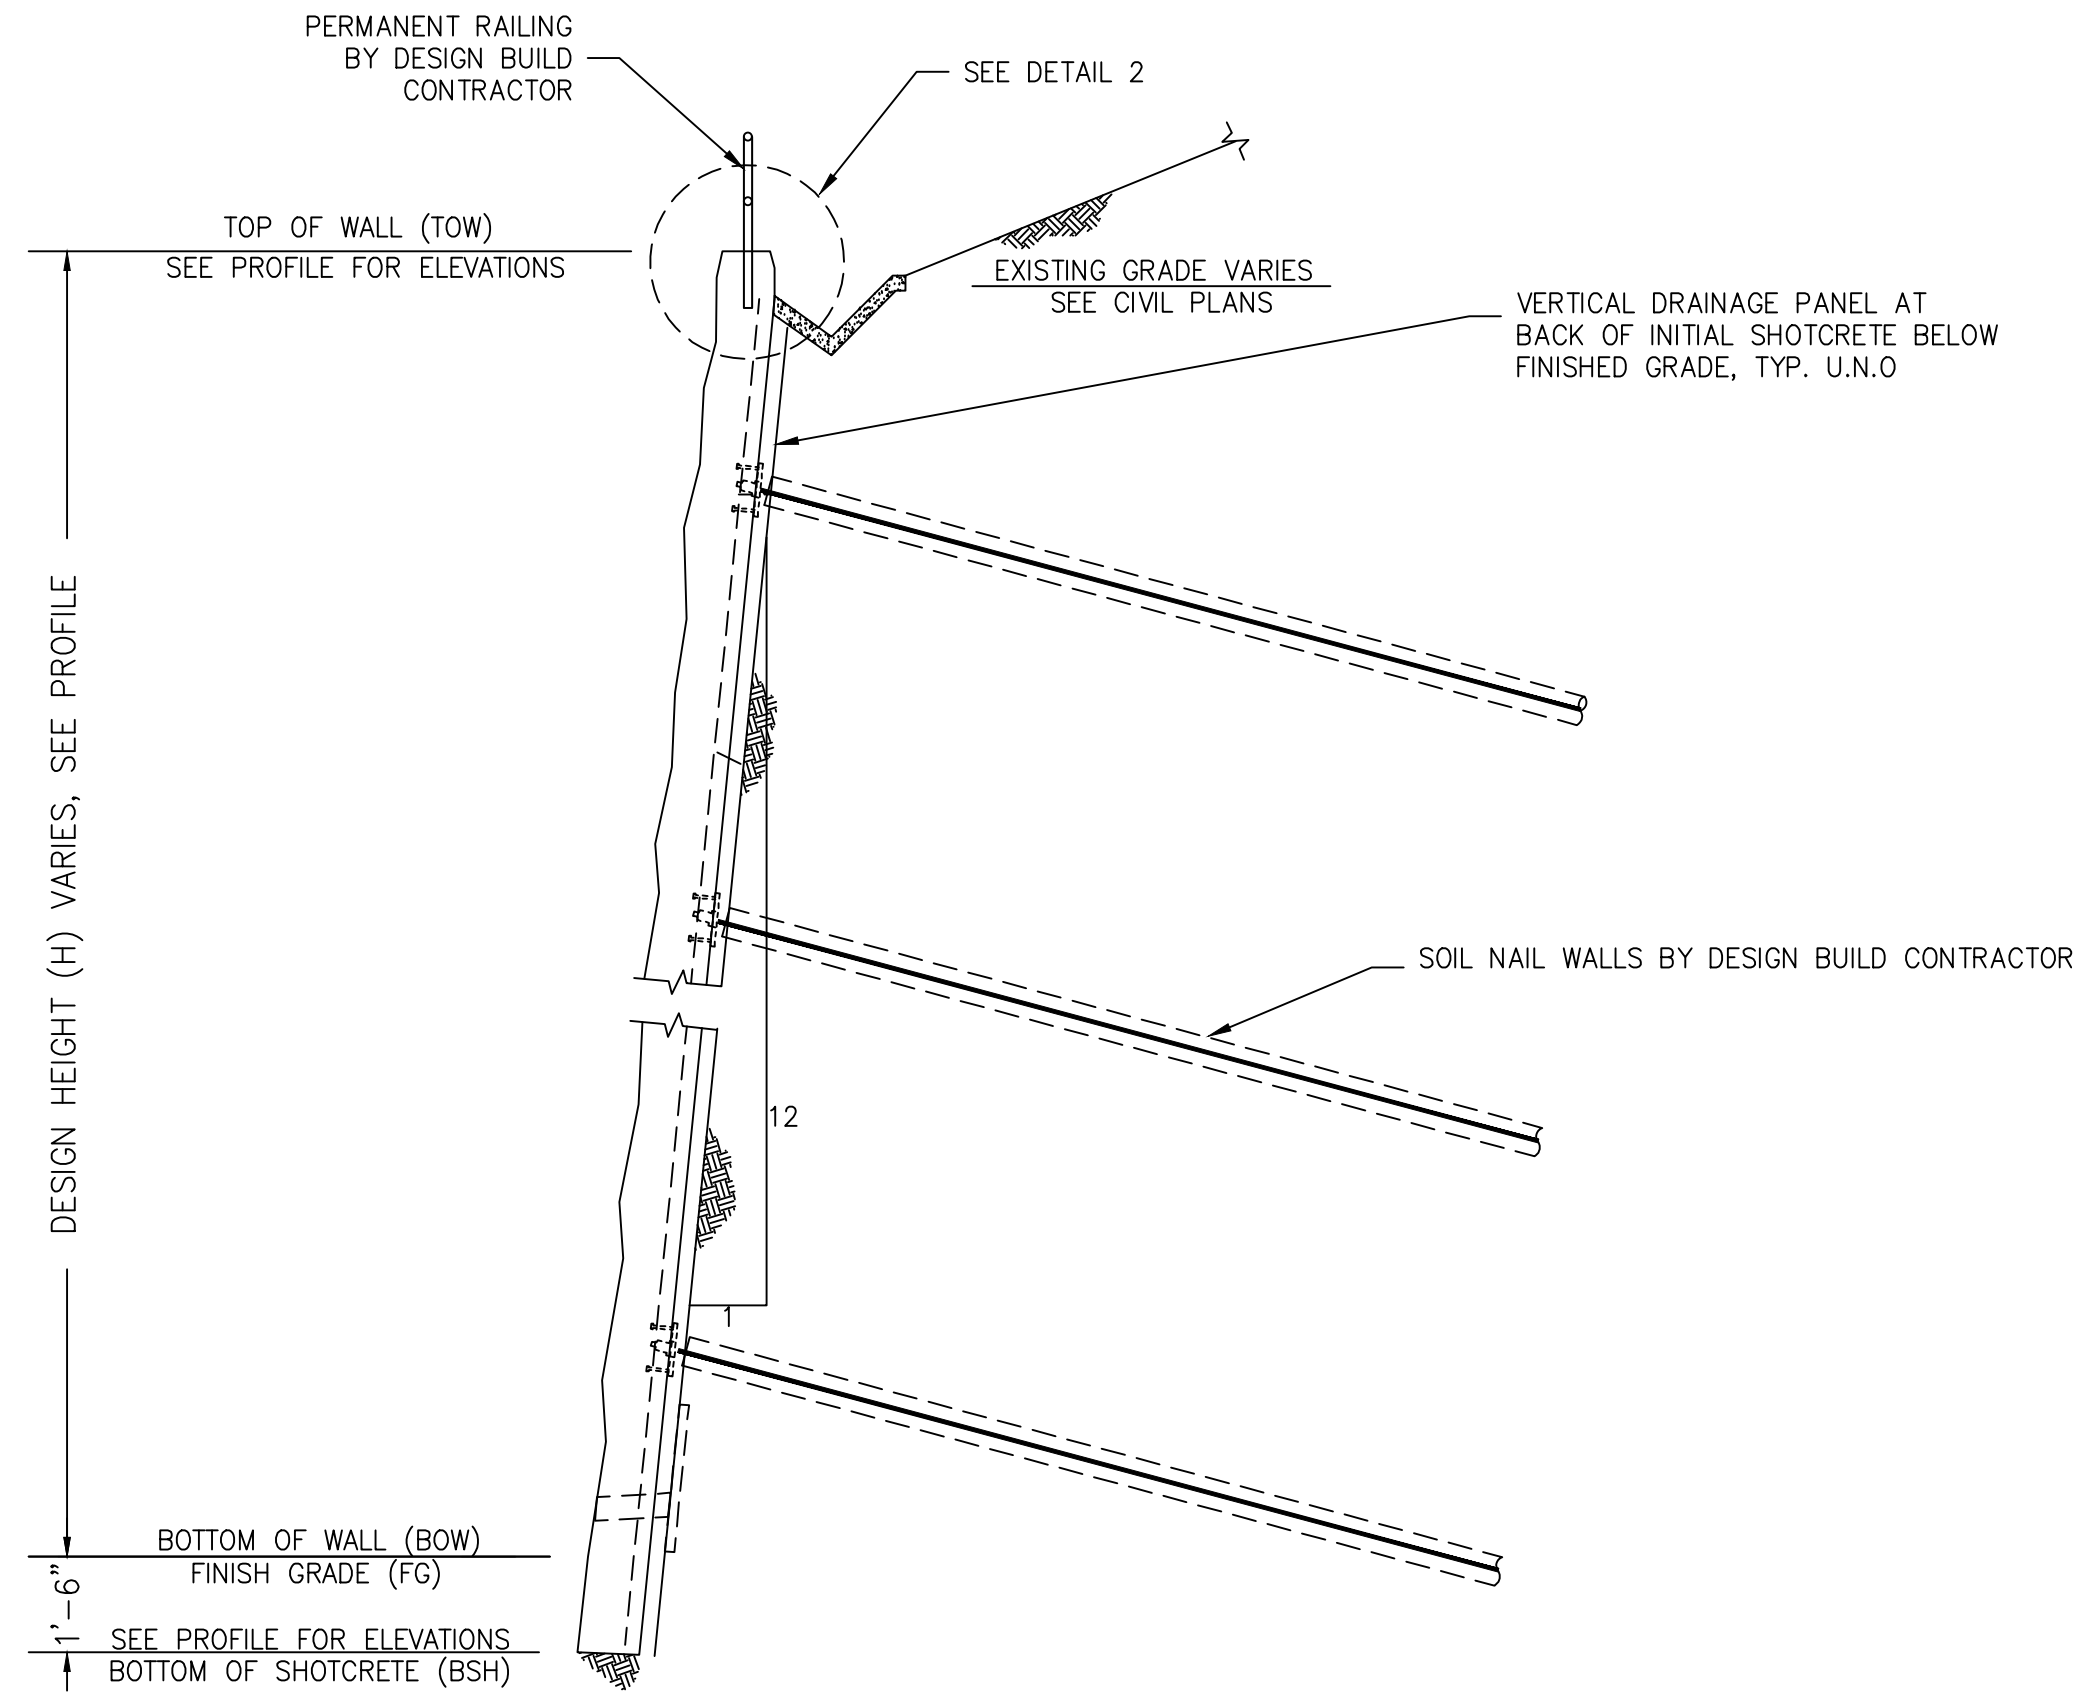 PERMANENT RAILING
BY DESIGN BUILD
CONTRACTOR
SEE DETAIL 2
TOP OF WALL (TOW)
SEE PROFILE FOR ELEVATIONS
EXISTING GRADE VARIES
SEE CIVIL PLANS
VERTICAL DRAINAGE PANEL AT
BACK OF INITIAL SHOTCRETE BELOW
FINISHED GRADE, TYP. U.N.O
DESIGN HEIGHT (H) VARIES, SEE PROFILE
SOIL NAIL WALLS BY DESIGN BUILD CONTRACTOR
12
1
BOTTOM OF WALL (BOW)
FINISH GRADE (FG)
1'-6"
SEE PROFILE FOR ELEVATIONS
BOTTOM OF SHOTCRETE (BSH)